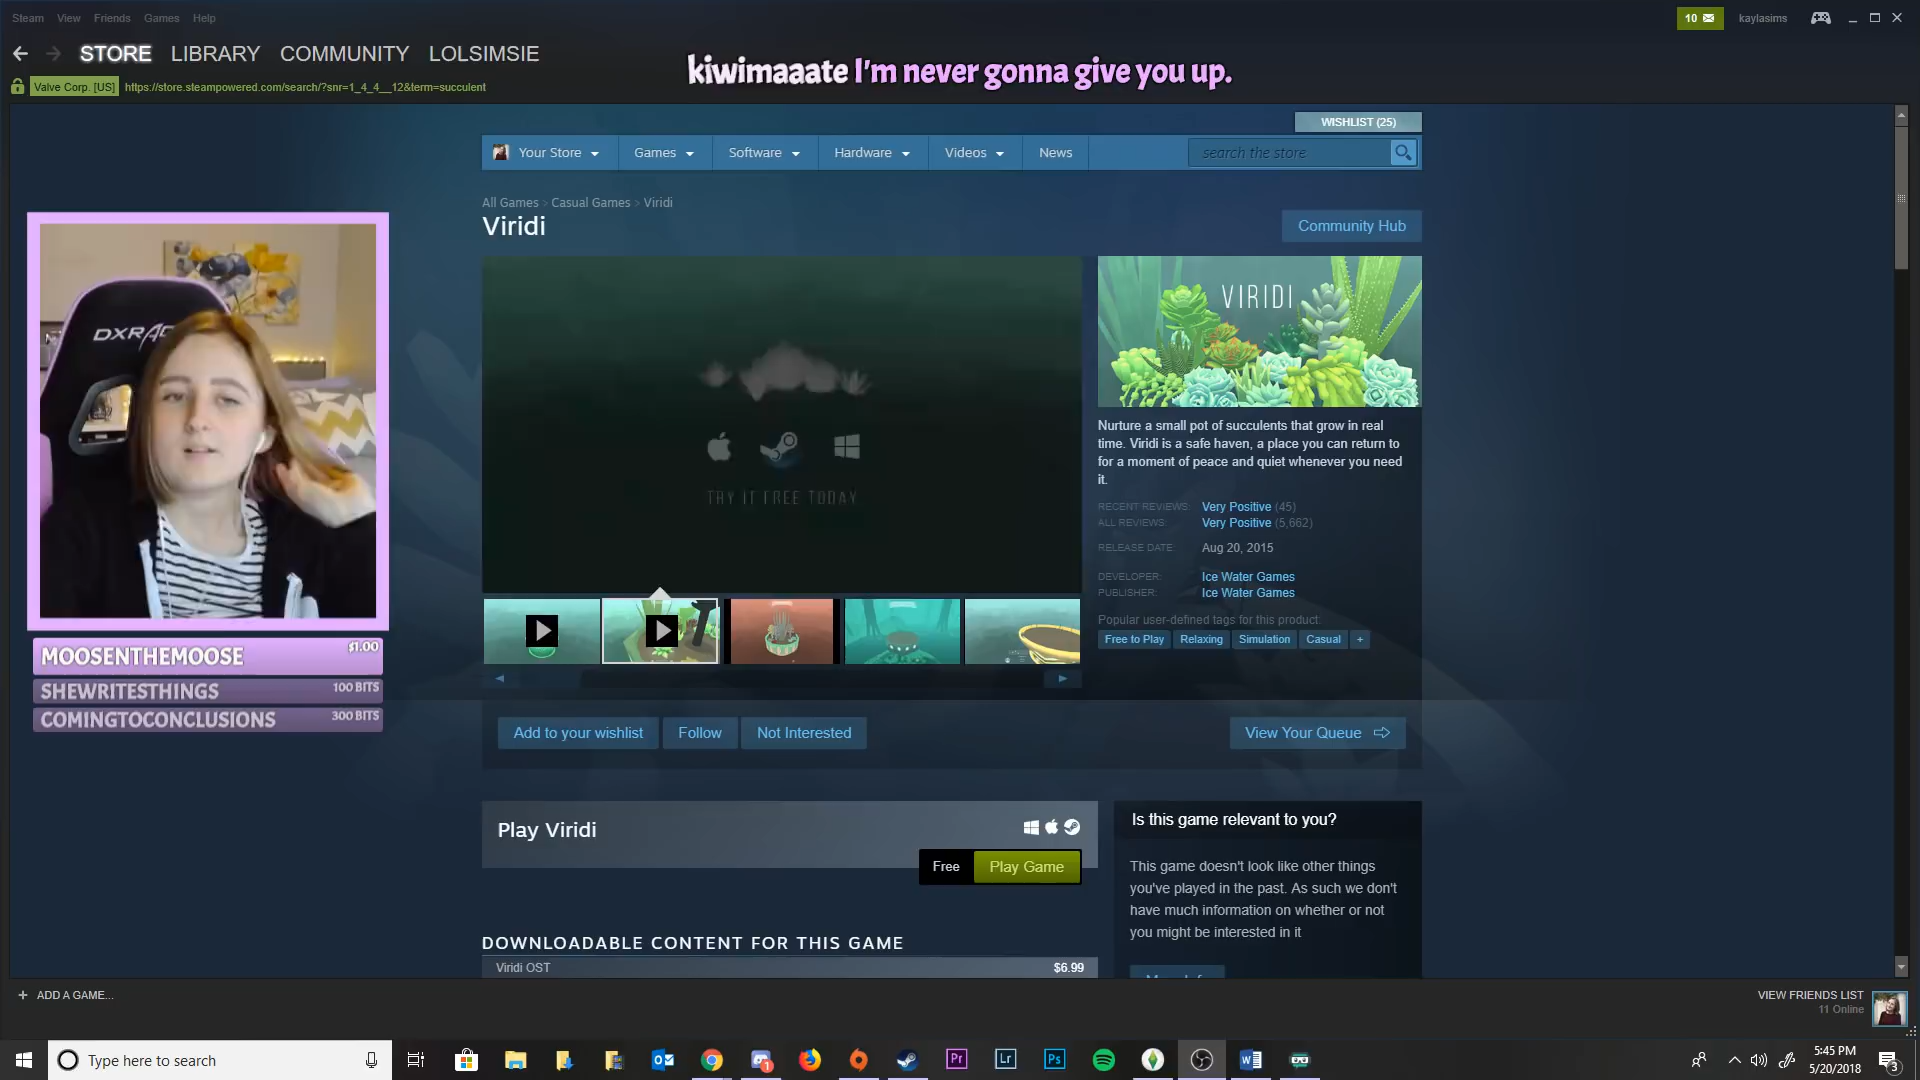 Steam View Friends Games Help
10
kaylasims
STORE LIBRARY COMMUNITY LOLSIMSIE
kiwimaaate I'm never gonna give you up.
Valve Corp. [US] https://store.steampowered.com/search/?snr=1_4_4__12&term=succulent
WISHLIST (25)
Your Store Games Software Hardware Videos News search the store
All Games > Casual Games > Viridi
Viridi
Community Hub
VIRIDI
TRY IT FREE TODAY
Nurture a small pot of succulents that grow in real
time. Viridi is a safe haven, a place you can return to
for a moment of peace and quiet whenever you need
it.
RECENT REVIEWS: Very Positive (45)
ALL REVIEWS: Very Positive (5,662)
RELEASE DATE: Aug 20, 2015
DEVELOPER: Ice Water Games
PUBLISHER: Ice Water Games
Popular user-defined tags for this product:
Free to Play Relaxing Simulation Casual +
MOOSENTHEMOOSE $1.00
SHEWRITESTHINGS 100 BITS
COMINGTOCONCLUSIONS 300 BITS
Add to your wishlist Follow Not Interested View Your Queue
Play Viridi
Free Play Game
Is this game relevant to you?
This game doesn't look like other things
you've played in the past. As such we don't
have much information on whether or not
you might be interested in it
DOWNLOADABLE CONTENT FOR THIS GAME
Viridi OST $6.99
+ ADD A GAME...
VIEW FRIENDS LIST
11 Online
Type here to search
Pr Lr Ps
5:45 PM
5/20/2018
3